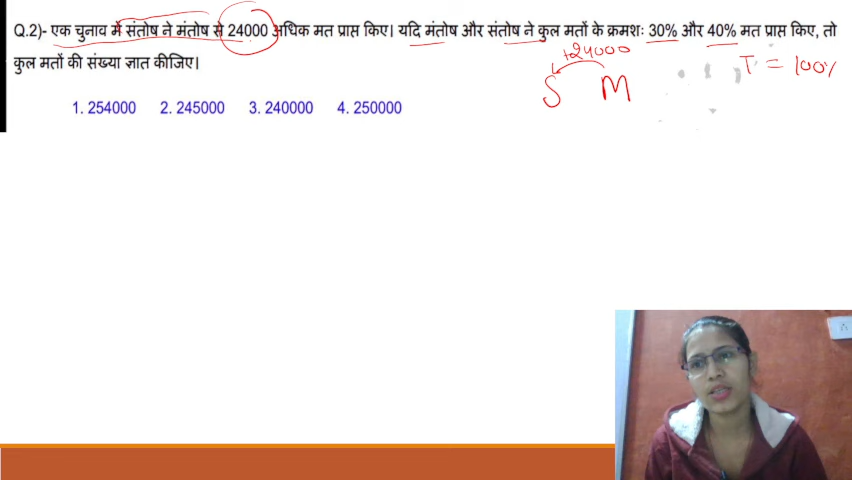 Q.2)- एक चुनाव में संतोष ने मंतोष से 24000 अधिक मत प्राप्त किए। यदि मंतोष और संतोष ने कुल मतों के क्रमशः 30% और 40% मत प्राप्त किए, तो
कुल मतों की संख्या ज्ञात कीजिए।
+24000
S M
T = 100%
1. 254000 2. 245000 3. 240000 4. 250000